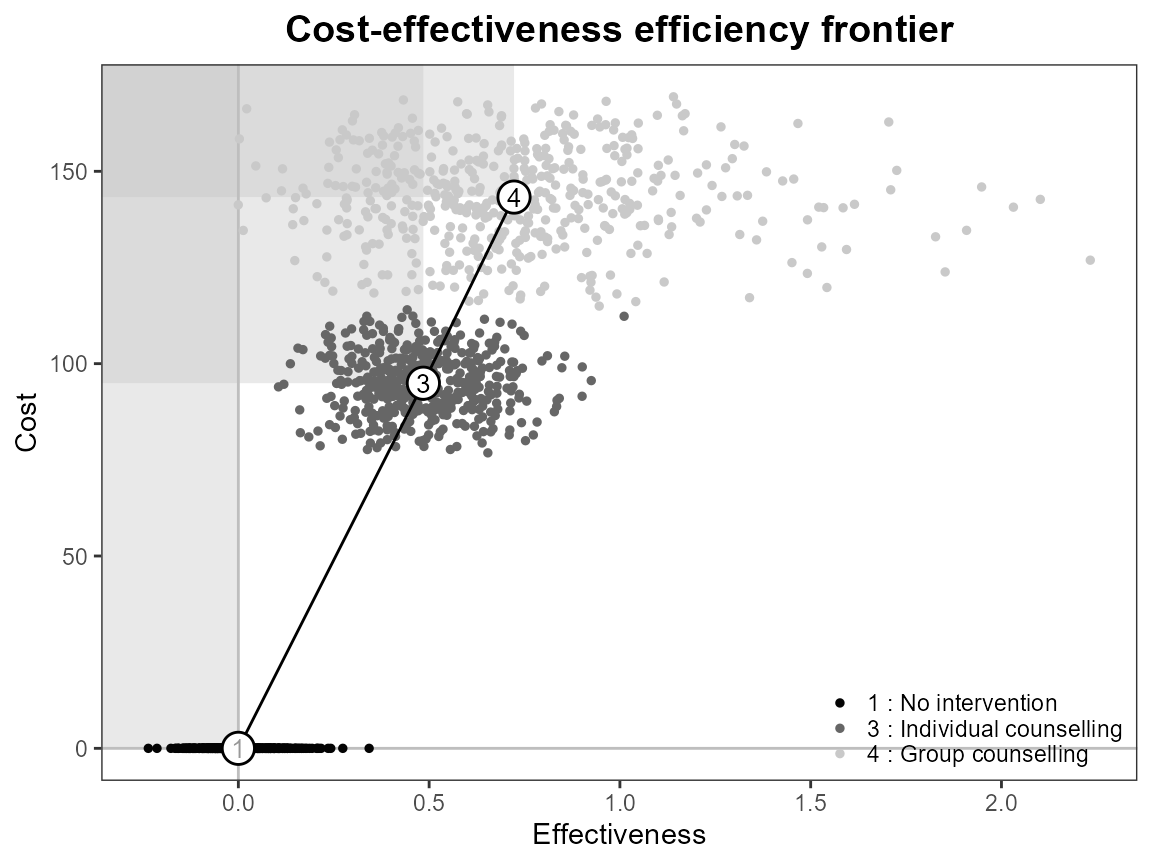 Cost-effectiveness efficiency frontier
Cost
150
100
50
0
4
3
1
1 : No intervention
3 : Individual counselling
4 : Group counselling
0.0 0.5 1.0 1.5 2.0
Effectiveness